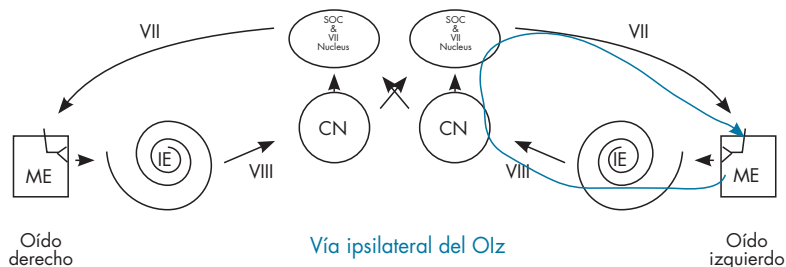 VII
SOC
&
VII
Nucleus
SOC
&
VII
Nucleus
VII
CN
CN
ME
IE
VIII
VIII
IE
ME
Oído
derecho
Vía ipsilateral del OIz
Oído
izquierdo